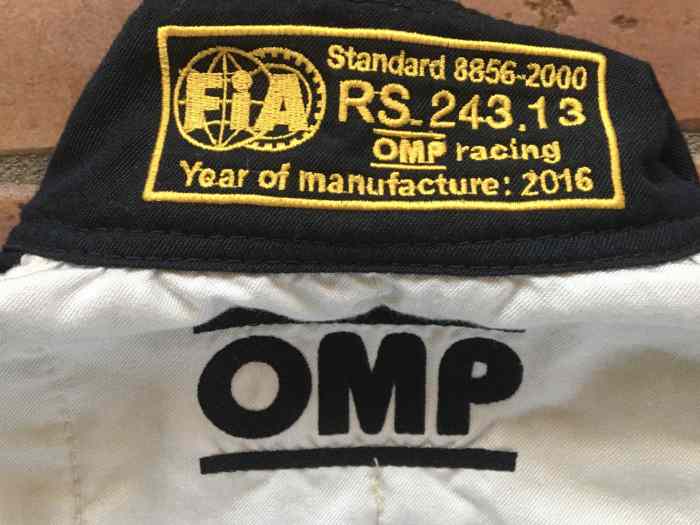 FiA
Standard 8856-2000
RS.243.13
OMP racing
Year of manufacture: 2016
OMP